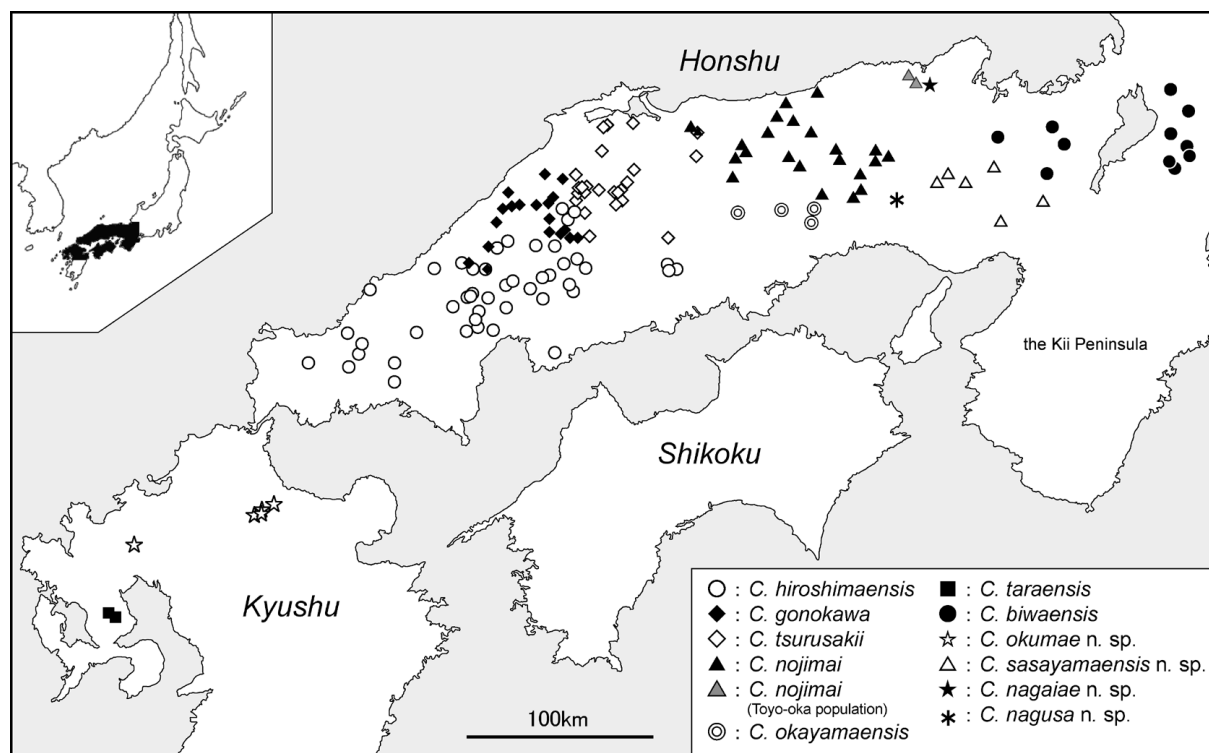 Honshu
the Kii Peninsula
Shikoku
Kyushu
100km
○ : C. hiroshimaensis
◆ : C. gonokawa
◇ : C. tsurusakii
▲ : C. nojimai
▲ : C. nojimai
(Toyo-oka population)
◎ : C. okayamaensis
■ : C. taraensis
● : C. biwaensis
☆ : C. okumae n. sp.
△ : C. sasayamaensis n. sp.
★ : C. nagaiae n. sp.
* : C. nagusa n. sp.